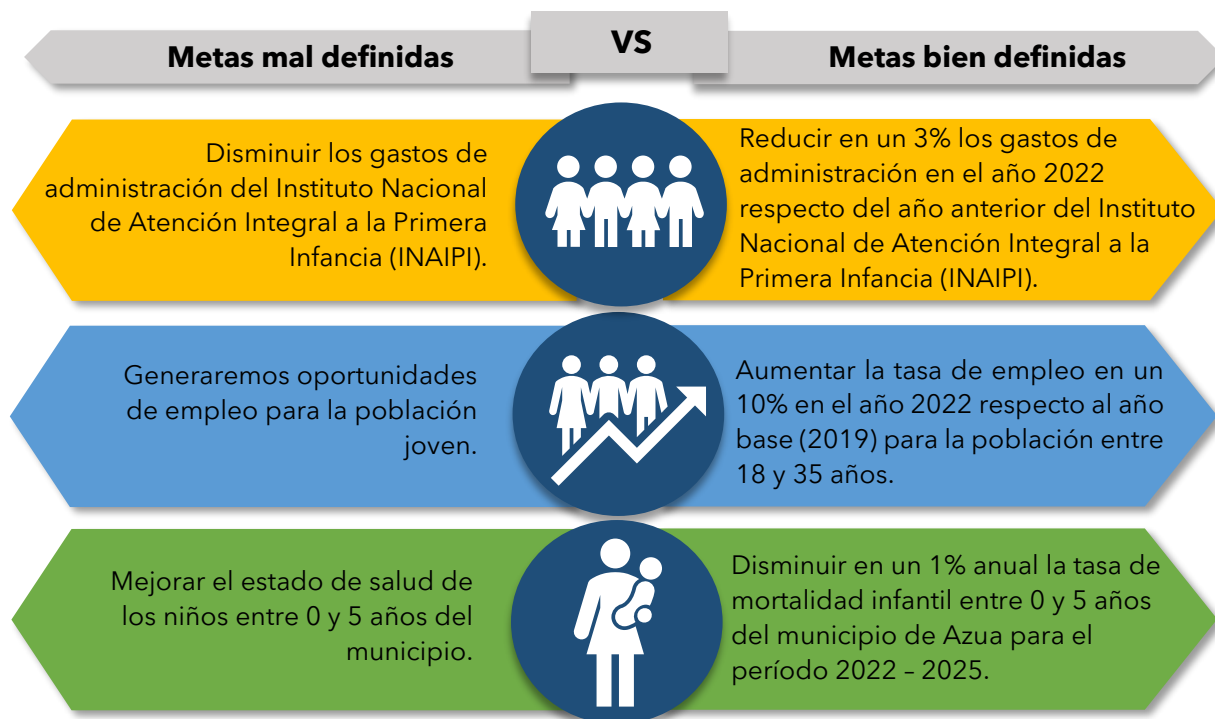 Metas mal definidas
VS
Metas bien definidas
Disminuir los gastos de
administración del Instituto Nacional
de Atención Integral a la Primera
Infancia (INAIPI).
Reducir en un 3% los gastos de
administración en el año 2022
respecto del año anterior del Instituto
Nacional de Atención Integral a la
Primera Infancia (INAIPI).
Generaremos oportunidades
de empleo para la población
joven.
Aumentar la tasa de empleo en un
10% en el año 2022 respecto al año
base (2019) para la población entre
18 y 35 años.
Mejorar el estado de salud de
los niños entre 0 y 5 años del
municipio.
Disminuir en un 1% anual la tasa de
mortalidad infantil entre 0 y 5 años
del municipio de Azua para el
período 2022 – 2025.